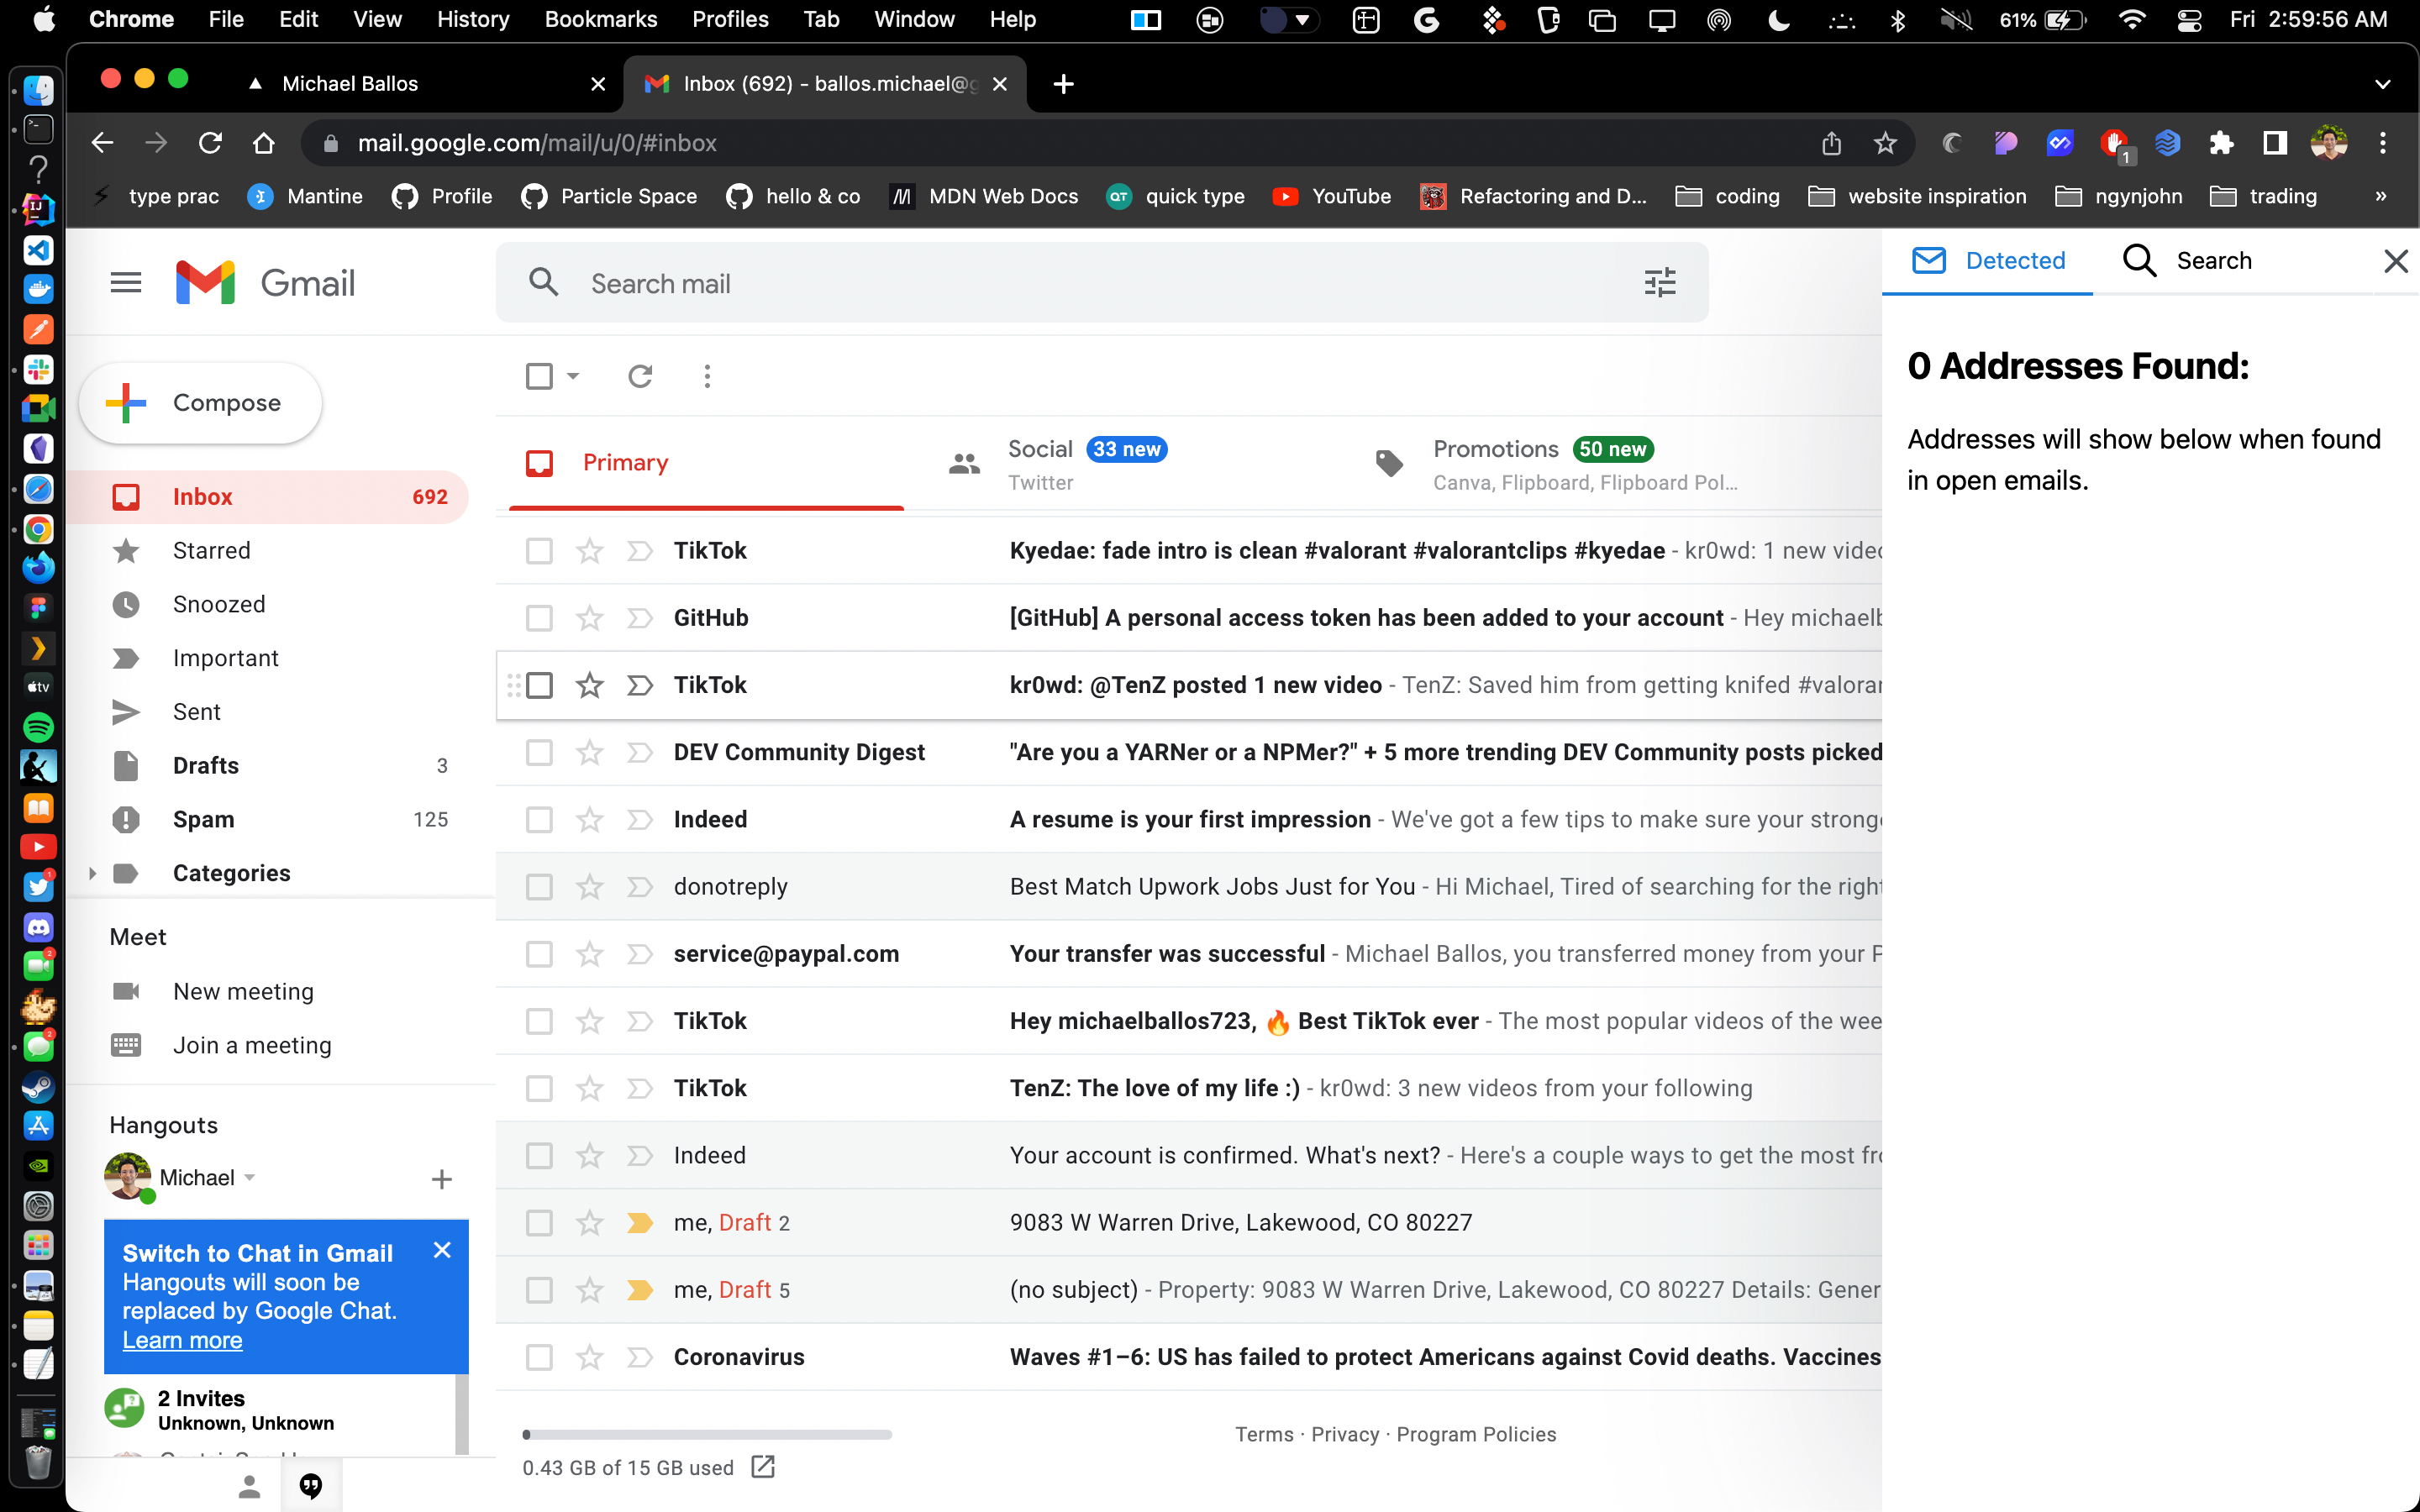 Chrome File Edit View History Bookmarks Profiles Tab Window Help 61% Fri 2:59:56 AM
Michael Ballos
Inbox (692) - ballos.michael@g
mail.google.com/mail/u/0/#inbox
1
type prac Mantine Profile Particle Space hello & co MDN Web Docs QT quick type YouTube Refactoring and D... coding website inspiration ngynjohn trading »
Gmail
Search mail
Detected Search
Compose
0 Addresses Found:
Addresses will show below when found
in open emails.
Primary
Social 33 new
Twitter
Promotions 50 new
Canva, Flipboard, Flipboard Pol...
Inbox 692
Starred
Snoozed
Important
Sent
Drafts 3
Spam 125
Categories
Meet
New meeting
Join a meeting
Hangouts
Michael
Switch to Chat in Gmail
Hangouts will soon be
replaced by Google Chat.
Learn more
2 Invites
Unknown, Unknown
TikTok Kyedae: fade intro is clean #valorant #valorantclips #kyedae - kr0wd: 1 new video
GitHub [GitHub] A personal access token has been added to your account - Hey michaelb
TikTok kr0wd: @TenZ posted 1 new video - TenZ: Saved him from getting knifed #valorar
DEV Community Digest "Are you a YARNer or a NPMer?" + 5 more trending DEV Community posts picked
Indeed A resume is your first impression - We've got a few tips to make sure your stronge
donotreply Best Match Upwork Jobs Just for You - Hi Michael, Tired of searching for the right
service@paypal.com Your transfer was successful - Michael Ballos, you transferred money from your P
TikTok Hey michaelballos723, 🔥 Best TikTok ever - The most popular videos of the wee
TikTok TenZ: The love of my life :) - kr0wd: 3 new videos from your following
Indeed Your account is confirmed. What's next? - Here's a couple ways to get the most fro
me, Draft 2 9083 W Warren Drive, Lakewood, CO 80227
me, Draft 5 (no subject) - Property: 9083 W Warren Drive, Lakewood, CO 80227 Details: Gener
Coronavirus Waves #1–6: US has failed to protect Americans against Covid deaths. Vaccines
0.43 GB of 15 GB used
Terms · Privacy · Program Policies